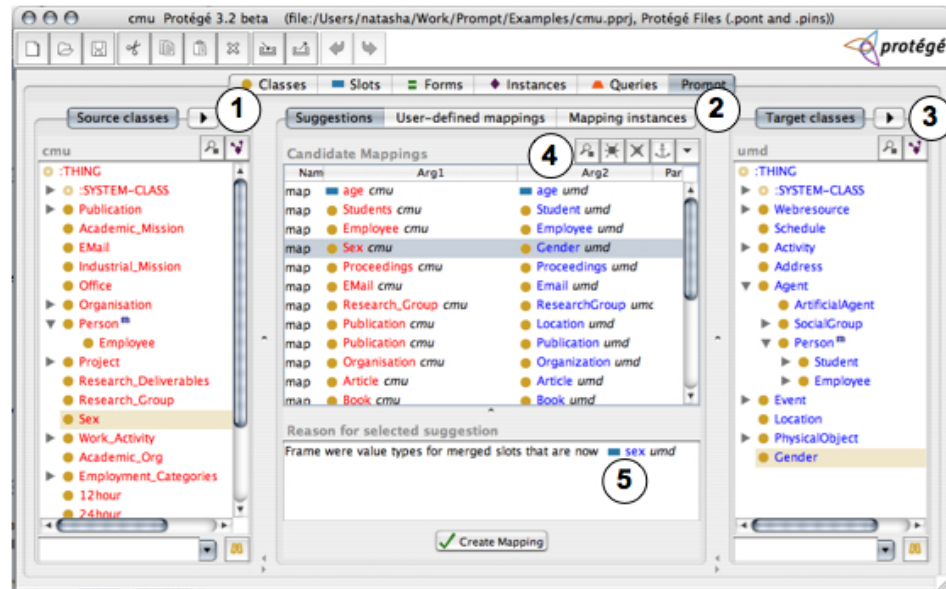 cmu Protégé 3.2 beta (file:/Users/natasha/Work/Prompt/Examples/cmu.pprj, Protégé Files (.pont and .pins))
protégé
Classes Slots Forms Instances Queries Prompt
Source classes 1
Suggestions User-defined mappings Mapping instances 2
Target classes 3
cmu
:THING
:SYSTEM-CLASS
Publication
Academic_Mission
EMail
Industrial_Mission
Office
Organisation
Person m
Employee
Project
Research_Deliverables
Research_Group
Sex
Work_Activity
Academic_Org
Employment_Categories
12hour
24hour
Candidate Mappings 4
Nam Arg1 Arg2 Par
map age cmu age umd
map Students cmu Student umd
map Employee cmu Employee umd
map Sex cmu Gender umd
map Proceedings cmu Proceedings umd
map EMail cmu Email umd
map Research_Group cmu ResearchGroup umc
map Publication cmu Location umd
map Publication cmu Publication umd
map Organisation cmu Organization umd
map Article cmu Article umd
map Book cmu Book umd
Reason for selected suggestion
Frame were value types for merged slots that are now sex umd
5
Create Mapping
umd
:THING
:SYSTEM-CLASS
Webresource
Schedule
Activity
Address
Agent
ArtificialAgent
SocialGroup
Person m
Student
Employee
Event
Location
PhysicalObject
Gender